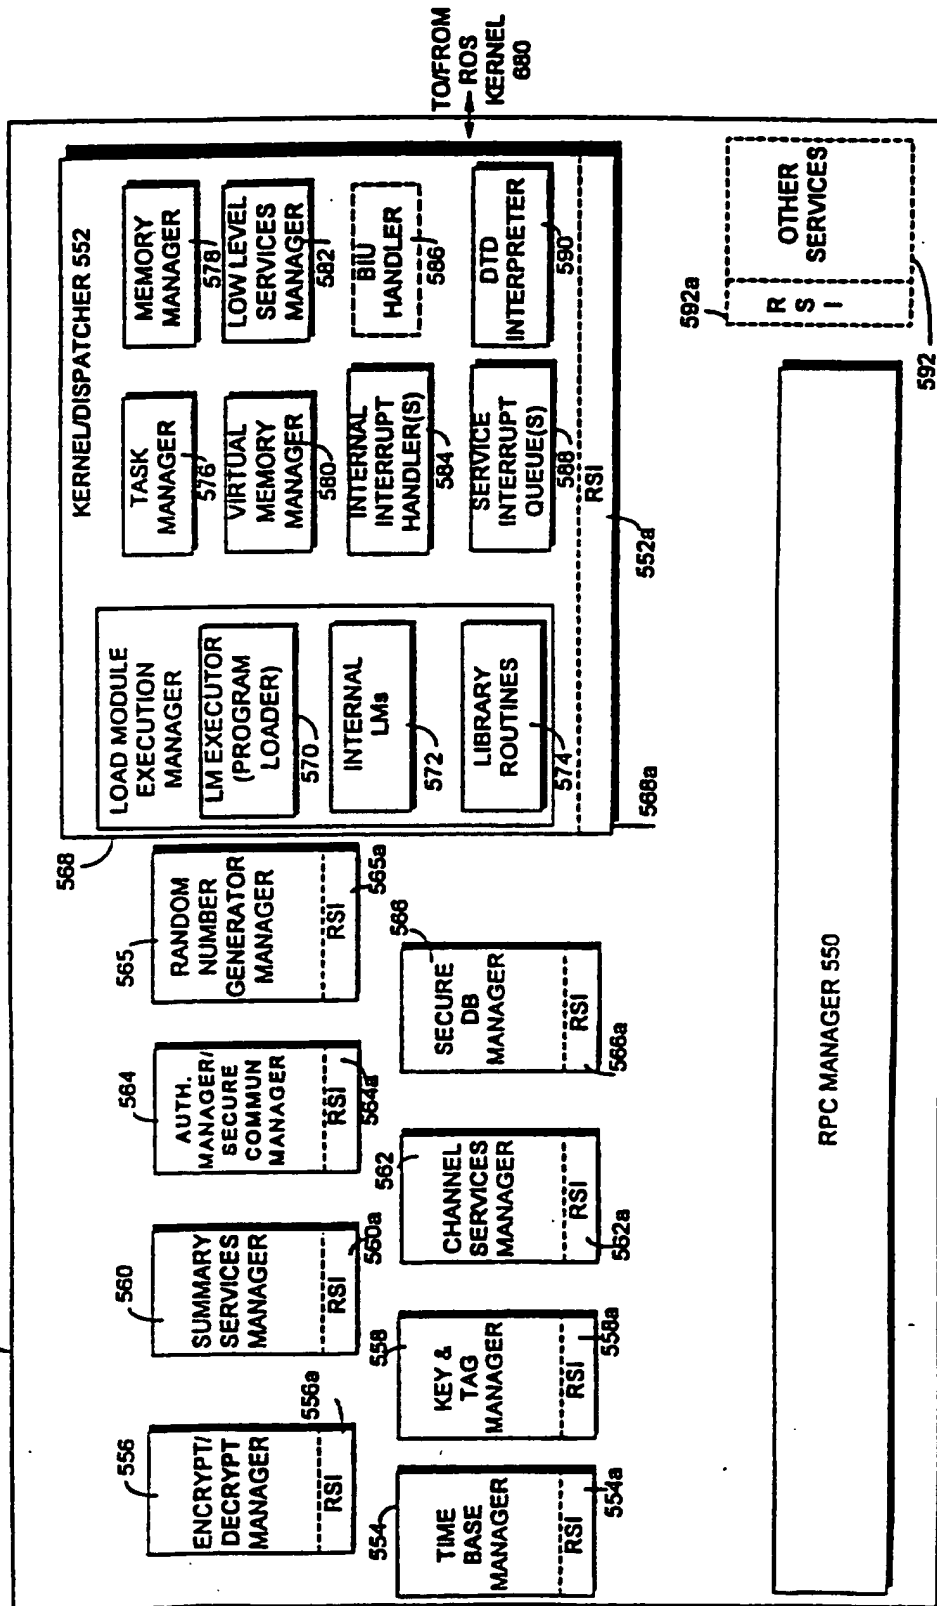 KERNEL/DISPATCHER 552
TO/FROM
ROS
KERNEL
680
568
LOAD MODULE
EXECUTION
MANAGER
LM EXECUTOR
(PROGRAM
LOADER)
570
INTERNAL
LMs
572
LIBRARY
ROUTINES
574
568a
TASK
MANAGER
576
MEMORY
MANAGER
578
VIRTUAL
MEMORY
MANAGER
580
LOW LEVEL
SERVICES
MANAGER
582
INTERNAL
INTERRUPT
HANDLER(S)
584
BIU
HANDLER
586
SERVICE
INTERRUPT
QUEUE(S)
588
DTD
INTERPRETER
590
RSI
552a
556
ENCRYPT/
DECRYPT
MANAGER
RSI
556a
560
SUMMARY
SERVICES
MANAGER
RSI
560a
564
AUTH.
MANAGER/
SECURE
COMMUN
MANAGER
RSI
564a
565
RANDOM
NUMBER
GENERATOR
MANAGER
RSI
565a
554
TIME
BASE
MANAGER
RSI
554a
558
KEY &
TAG
MANAGER
RSI
558a
562
CHANNEL
SERVICES
MANAGER
RSI
562a
566
SECURE
DB
MANAGER
RSI
566a
592a
RSI
OTHER
SERVICES
592
RPC MANAGER 550